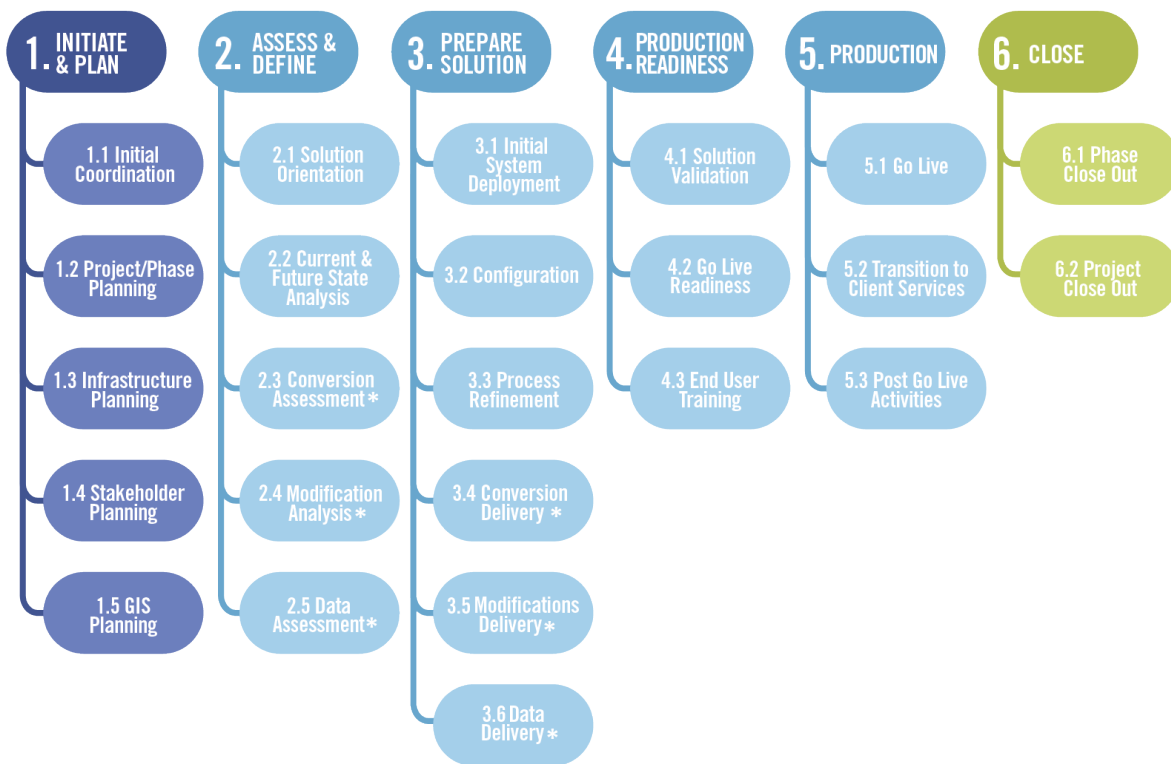 1. INITIATE
& PLAN
1.1 Initial
Coordination
1.2 Project/Phase
Planning
1.3 Infrastructure
Planning
1.4 Stakeholder
Planning
1.5 GIS
Planning
2. ASSESS &
DEFINE
2.1 Solution
Orientation
2.2 Current &
Future State
Analysis
2.3 Conversion
Assessment*
2.4 Modification
Analysis*
2.5 Data
Assessment*
3. PREPARE
SOLUTION
3.1 Initial
System
Deployment
3.2 Configuration
3.3 Process
Refinement
3.4 Conversion
Delivery *
3.5 Modifications
Delivery*
3.6 Data
Delivery*
4. PRODUCTION
READINESS
4.1 Solution
Validation
4.2 Go Live
Readiness
4.3 End User
Training
5. PRODUCTION
5.1 Go Live
5.2 Transition to
Client Services
5.3 Post Go Live
Activities
6. CLOSE
6.1 Phase
Close Out
6.2 Project
Close Out